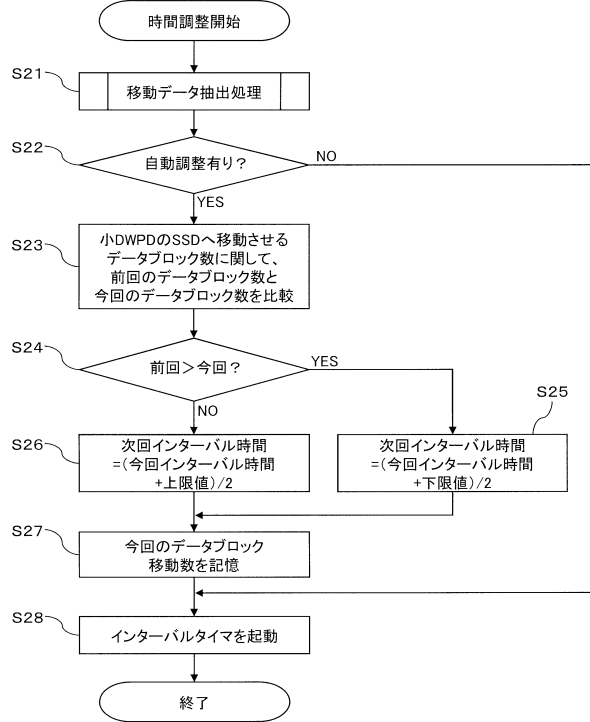 時間調整開始
S21
移動データ抽出処理
S22
自動調整有り?
NO
YES
S23
小DWPDのSSDへ移動させる
データブロック数に関して、
前回のデータブロック数と
今回のデータブロック数を比較
S24
前回＞今回?
YES
NO
S25
S26
次回インターバル時間
=(今回インターバル時間
+上限値)/2
次回インターバル時間
=(今回インターバル時間
+下限値)/2
S27
今回のデータブロック
移動数を記憶
S28
インターバルタイマを起動
終了